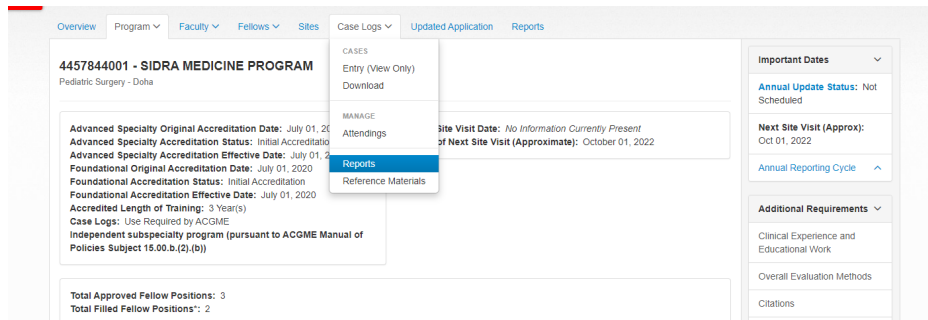 Overview Program Faculty Fellows Sites Case Logs Updated Application Reports
4457844001 - SIDRA MEDICINE PROGRAM
Pediatric Surgery - Doha
CASES
Entry (View Only)
Download
MANAGE
Attendings
Reports
Reference Materials
Advanced Specialty Original Accreditation Date: July 01, 20
Advanced Specialty Accreditation Status: Initial Accreditatio
Advanced Specialty Accreditation Effective Date: July 01, 2
Foundational Original Accreditation Date: July 01, 2020
Foundational Accreditation Status: Initial Accreditation
Foundational Accreditation Effective Date: July 01, 2020
Accredited Length of Training: 3 Year(s)
Case Logs: Use Required by ACGME
Independent subspecialty program (pursuant to ACGME Manual of
Policies Subject 15.00.b.(2).(b))
Site Visit Date: No Information Currently Present
of Next Site Visit (Approximate): October 01, 2022
Total Approved Fellow Positions: 3
Total Filled Fellow Positions*: 2
Important Dates
Annual Update Status: Not
Scheduled
Next Site Visit (Approx):
Oct 01, 2022
Annual Reporting Cycle
Additional Requirements
Clinical Experience and
Educational Work
Overall Evaluation Methods
Citations